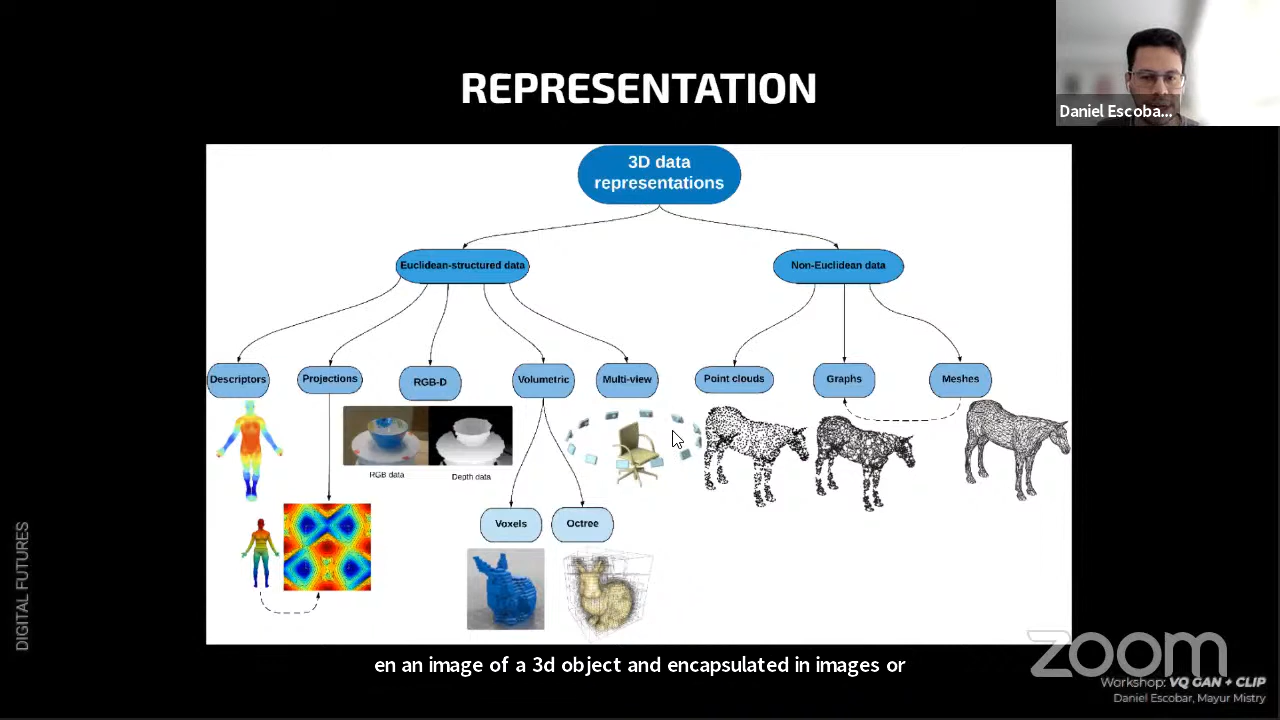 REPRESENTATION
Daniel Escoba...
3D data
representations
Euclidean-structured data
Non-Euclidean data
Descriptors
Projections
RGB-D
Volumetric
Multi-view
Point clouds
Graphs
Meshes
RGB data
Depth data
Voxels
Octree
DIGITAL FUTURES
en an image of a 3d object and encapsulated in images or
zoom
Workshop: VQ GAN + CLIP
Daniel Escobar, Mayur Mistry